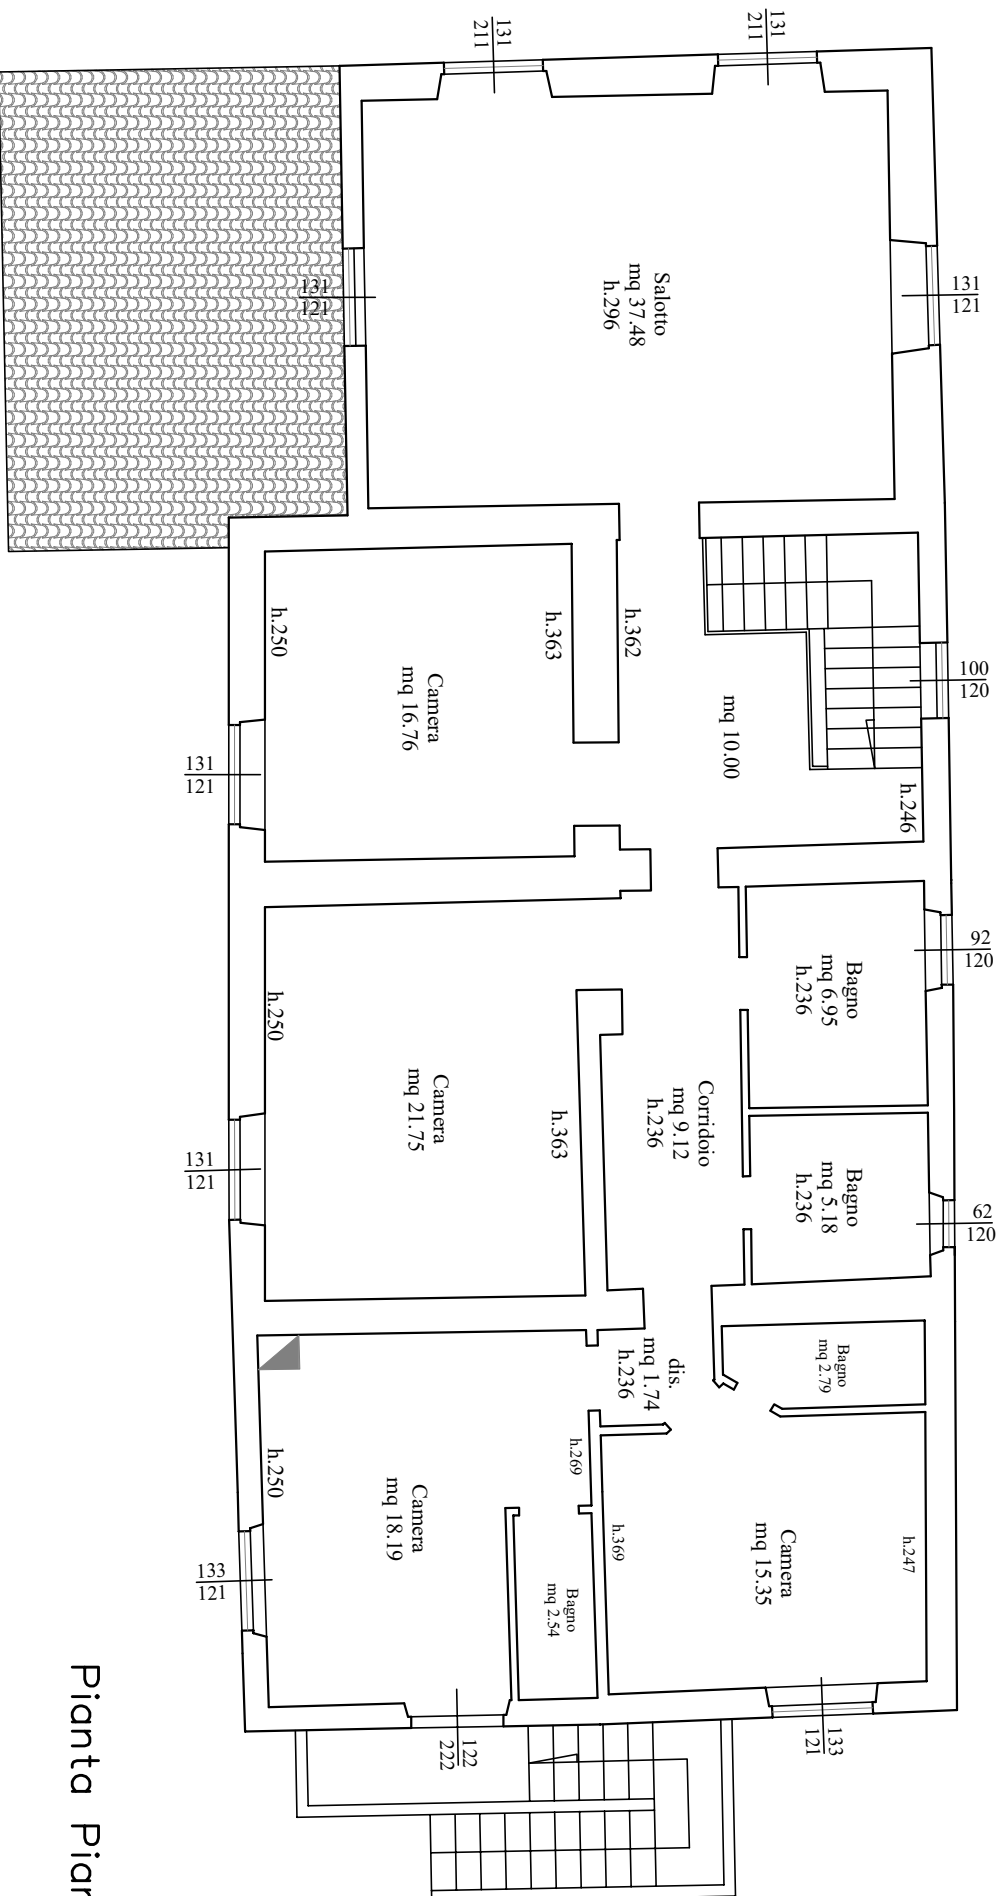 131
211
131
211
131
121
131
121
Salotto
mq 37.48
h.296
h.250
h.363
h.362
Camera
mq 16.76
mq 10.00
h.246
100
120
131
121
92
120
Bagno
mq 6.95
h.236
h.250
h.363
Camera
mq 21.75
Corridoio
mq 9.12
h.236
Bagno
mq 5.18
h.236
62
120
131
121
dis.
mq 1.74
h.236
Bagno
mq 2.79
h.250
h.269
Camera
mq 18.19
h.369
Camera
mq 15.35
h.247
Bagno
mq 2.54
133
121
122
222
133
121
Pianta Pian